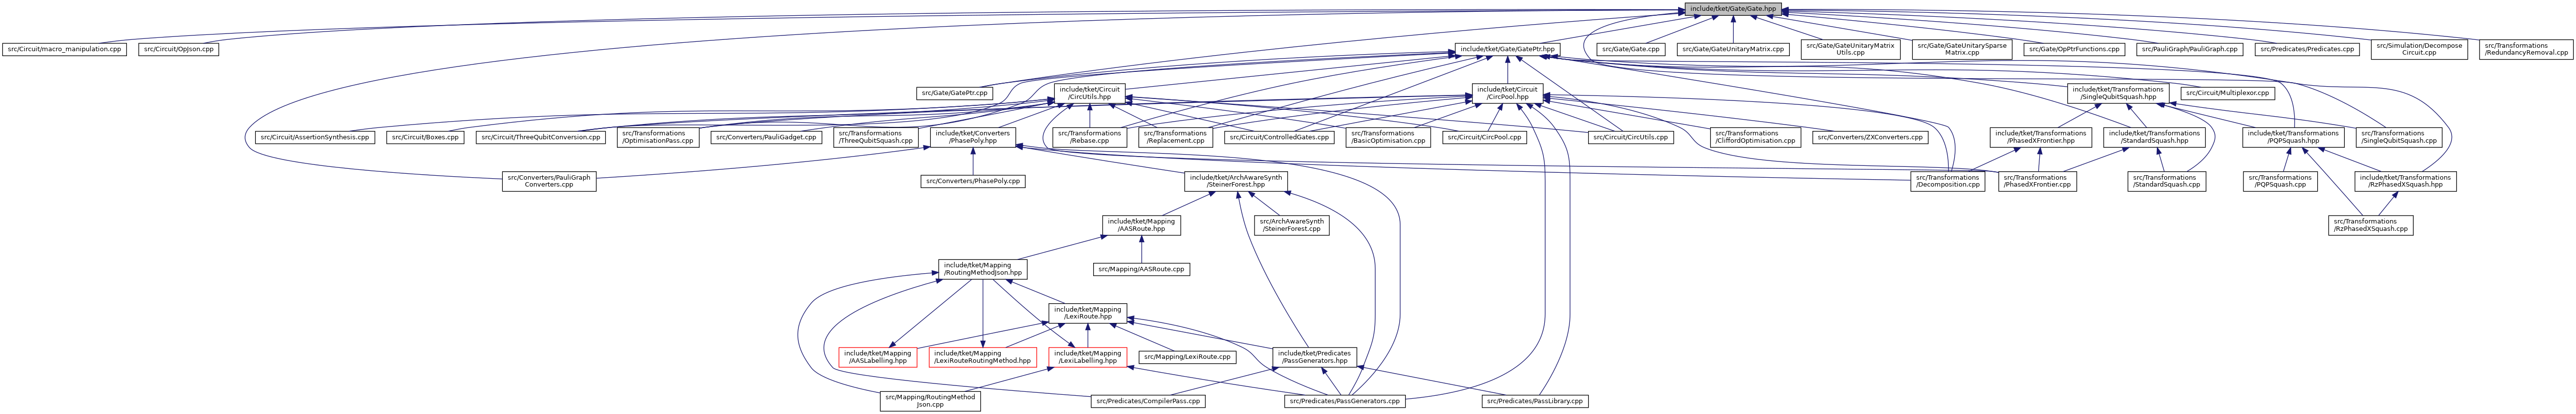 include/tket/Gate/Gate.hpp
src/Circuit/macro_manipulation.cpp
src/Circuit/OpJson.cpp
include/tket/Gate/GatePtr.hpp
src/Gate/Gate.cpp
src/Gate/GateUnitaryMatrix.cpp
src/Gate/GateUnitaryMatrix
Utils.cpp
src/Gate/GateUnitarySparse
Matrix.cpp
src/Gate/OpPtrFunctions.cpp
src/PauliGraph/PauliGraph.cpp
src/Predicates/Predicates.cpp
src/Simulation/Decompose
Circuit.cpp
src/Transformations
/RedundancyRemoval.cpp
src/Gate/GatePtr.cpp
include/tket/Circuit
/CircUtils.hpp
include/tket/Circuit
/CircPool.hpp
include/tket/Transformations
/SingleQubitSquash.hpp
src/Circuit/Multiplexor.cpp
src/Circuit/AssertionSynthesis.cpp
src/Circuit/Boxes.cpp
src/Circuit/ThreeQubitConversion.cpp
src/Transformations
/OptimisationPass.cpp
src/Converters/PauliGadget.cpp
src/Transformations
/ThreeQubitSquash.cpp
include/tket/Converters
/PhasePoly.hpp
src/Transformations
/Rebase.cpp
src/Transformations
/Replacement.cpp
src/Circuit/ControlledGates.cpp
src/Transformations
/BasicOptimisation.cpp
src/Circuit/CircPool.cpp
src/Circuit/CircUtils.cpp
src/Transformations
/CliffordOptimisation.cpp
src/Converters/ZXConverters.cpp
include/tket/Transformations
/PhasedXFrontier.hpp
include/tket/Transformations
/StandardSquash.hpp
include/tket/Transformations
/PQPSquash.hpp
src/Transformations
/SingleQubitSquash.cpp
src/Converters/PauliGraph
Converters.cpp
src/Converters/PhasePoly.cpp
include/tket/ArchAwareSynth
/SteinerForest.hpp
src/Transformations
/Decomposition.cpp
src/Transformations
/PhasedXFrontier.cpp
src/Transformations
/StandardSquash.cpp
src/Transformations
/PQPSquash.cpp
include/tket/Transformations
/RzPhasedXSquash.hpp
include/tket/Mapping
/AASRoute.hpp
src/ArchAwareSynth
/SteinerForest.cpp
src/Transformations
/RzPhasedXSquash.cpp
include/tket/Mapping
/RoutingMethodJson.hpp
src/Mapping/AASRoute.cpp
include/tket/Mapping
/LexiRoute.hpp
include/tket/Mapping
/AASLabelling.hpp
include/tket/Mapping
/LexiRouteRoutingMethod.hpp
include/tket/Mapping
/LexiLabelling.hpp
src/Mapping/LexiRoute.cpp
include/tket/Predicates
/PassGenerators.hpp
src/Mapping/RoutingMethod
Json.cpp
src/Predicates/CompilerPass.cpp
src/Predicates/PassGenerators.cpp
src/Predicates/PassLibrary.cpp